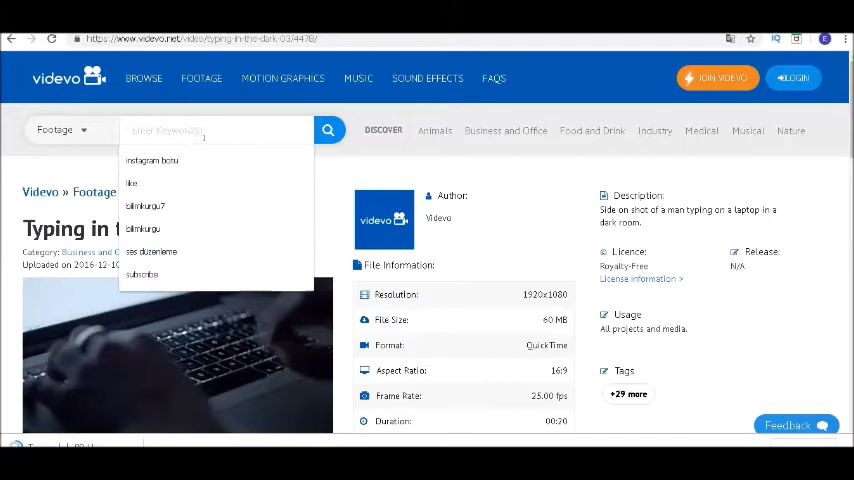 https://www.videvo.net/video/typing-in-the-dark-03/4478/
E
videvo
BROWSE
FOOTAGE
MOTION GRAPHICS
MUSIC
SOUND EFFECTS
FAQS
JOIN VIDEVO
LOGIN
Footage
Enter Keyword(s)
DISCOVER
Animals
Business and Office
Food and Drink
Industry
Medical
Musical
Nature
instagram botu
like
bilimkurgu7
bilimkurgu
ses düzenleme
subscribe
Videvo » Footage
Typing in t
Category: Business and O
Uploaded on 2016-12-10
videvo
Author:
Videvo
File Information:
Resolution: 1920x1080
File Size: 60 MB
Format: QuickTime
Aspect Ratio: 16:9
Frame Rate: 25.00 fps
Duration: 00:20
Description:
Side on shot of a man typing on a laptop in a
dark room.
Licence:
Royalty-Free
License Information >
Release:
N/A
Usage
All projects and media.
Tags
+29 more
Feedback